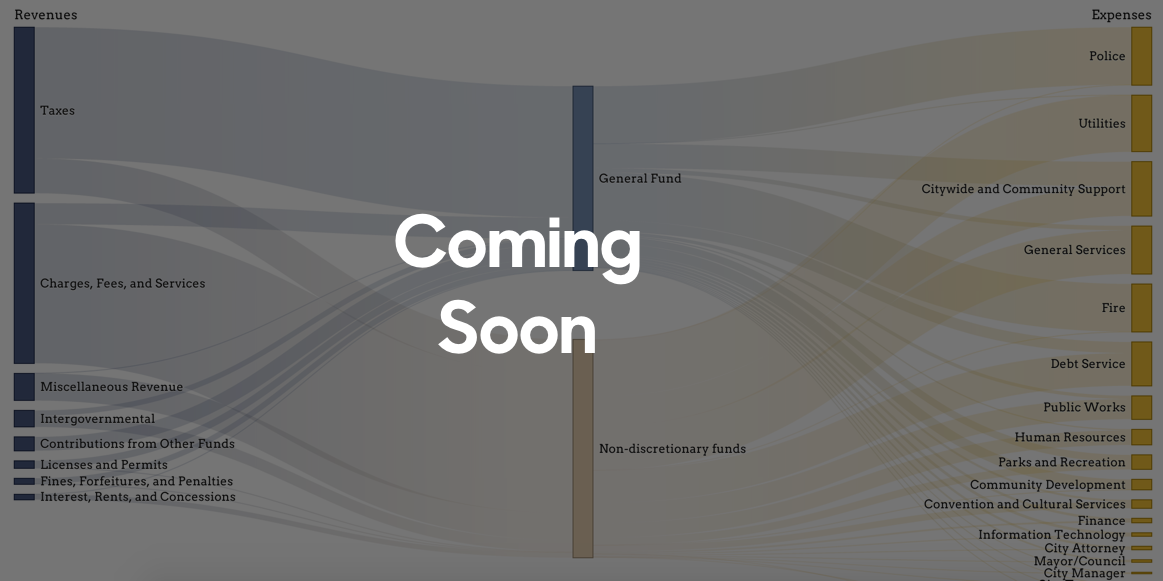 Revenues
Expenses
Taxes
Charges, Fees, and Services
Miscellaneous Revenue
Intergovernmental
Contributions from Other Funds
Licenses and Permits
Fines, Forfeitures, and Penalties
Interest, Rents, and Concessions
General Fund
Coming
Soon
Non-discretionary funds
Police
Utilities
Citywide and Community Support
General Services
Fire
Debt Service
Public Works
Human Resources
Parks and Recreation
Community Development
Convention and Cultural Services
Finance
Information Technology
City Attorney
Mayor/Council
City Manager